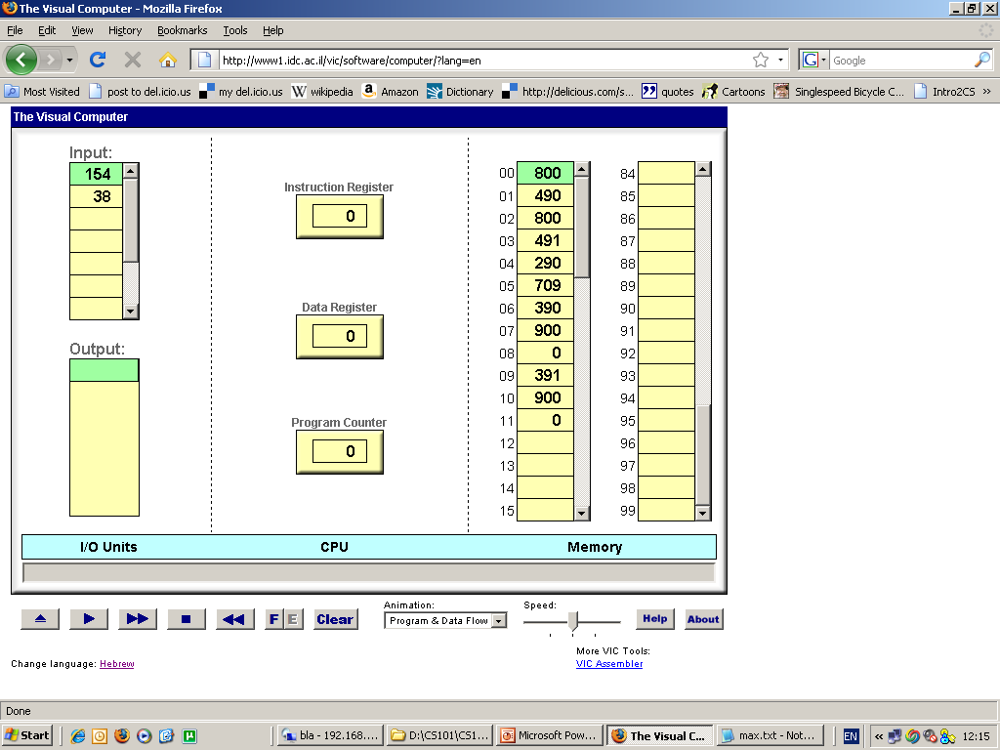 The Visual Computer - Mozilla Firefox
File Edit View History Bookmarks Tools Help
http://www1.idc.ac.il/vic/software/computer/?lang=en
G Google
Most Visited post to del.icio.us my del.icio.us W wikipedia a Amazon Dictionary http://delicious.com/s... quotes Cartoons Singlespeed Bicycle C... Intro2CS »
The Visual Computer
Input:
154
38
Output:
Instruction Register
0
Data Register
0
Program Counter
0
00 800
01 490
02 800
03 491
04 290
05 709
06 390
07 900
08 0
09 391
10 900
11 0
12
13
14
15
84
85
86
87
88
89
90
91
92
93
94
95
96
97
98
99
I/O Units CPU Memory
F E Clear
Animation:
Program & Data Flow
Speed:
Help About
More VIC Tools:
VIC Assembler
Change language: Hebrew
Done
Start bla - 192.168.... D:\CS101\CS1... Microsoft Pow... The Visual C... max.txt - Not... EN « 12:15